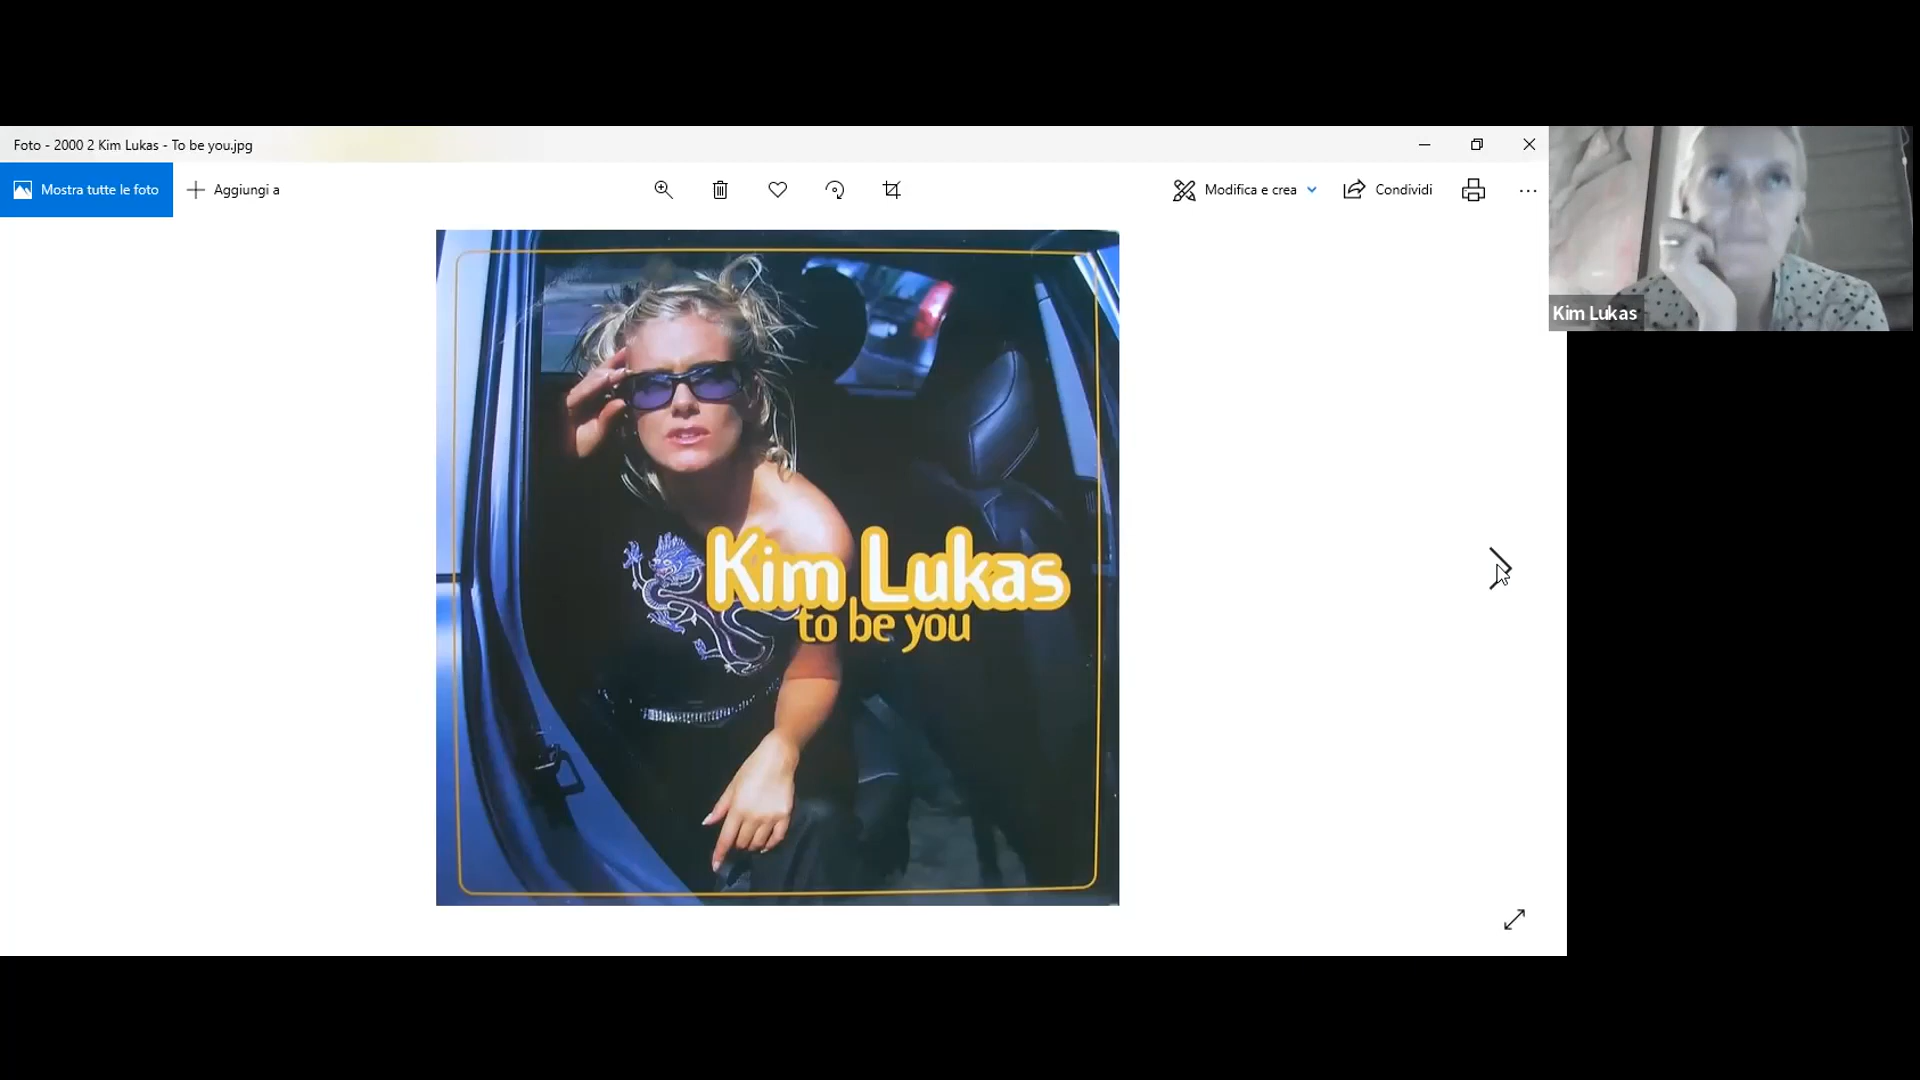 Foto - 2000 2 Kim Lukas - To be you.jpg
Mostra tutte le foto
Aggiungi a
Modifica e crea
Condividi
Kim Lukas
Kim Lukas
to be you